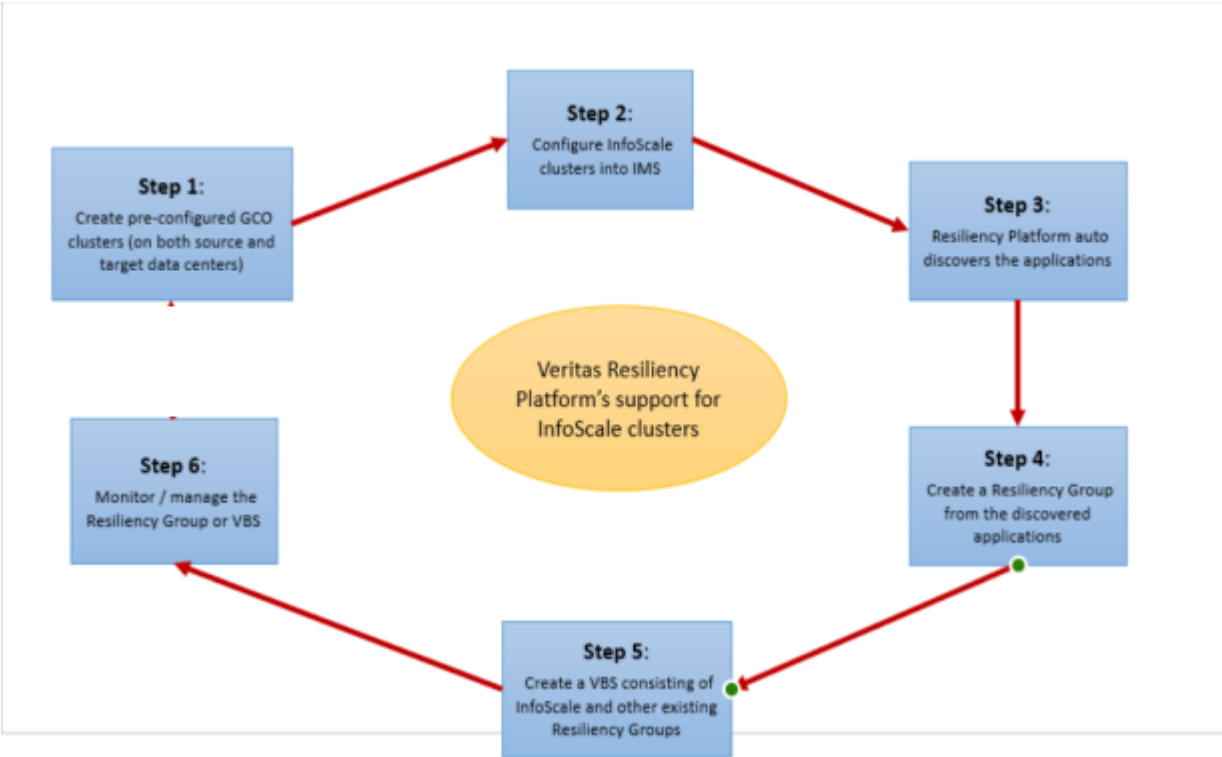 Step 1:
Create pre-configured GCO
clusters (on both source and
target data centers)
Step 2:
Configure InfoScale
clusters into IMS
Step 3:
Resiliency Platform auto
discovers the applications
Step 4:
Create a Resiliency Group
from the discovered
applications
Step 5:
Create a VBS consisting of
InfoScale and other existing
Resiliency Groups
Step 6:
Monitor / manage the
Resiliency Group or VBS
Veritas Resiliency
Platform's support for
InfoScale clusters